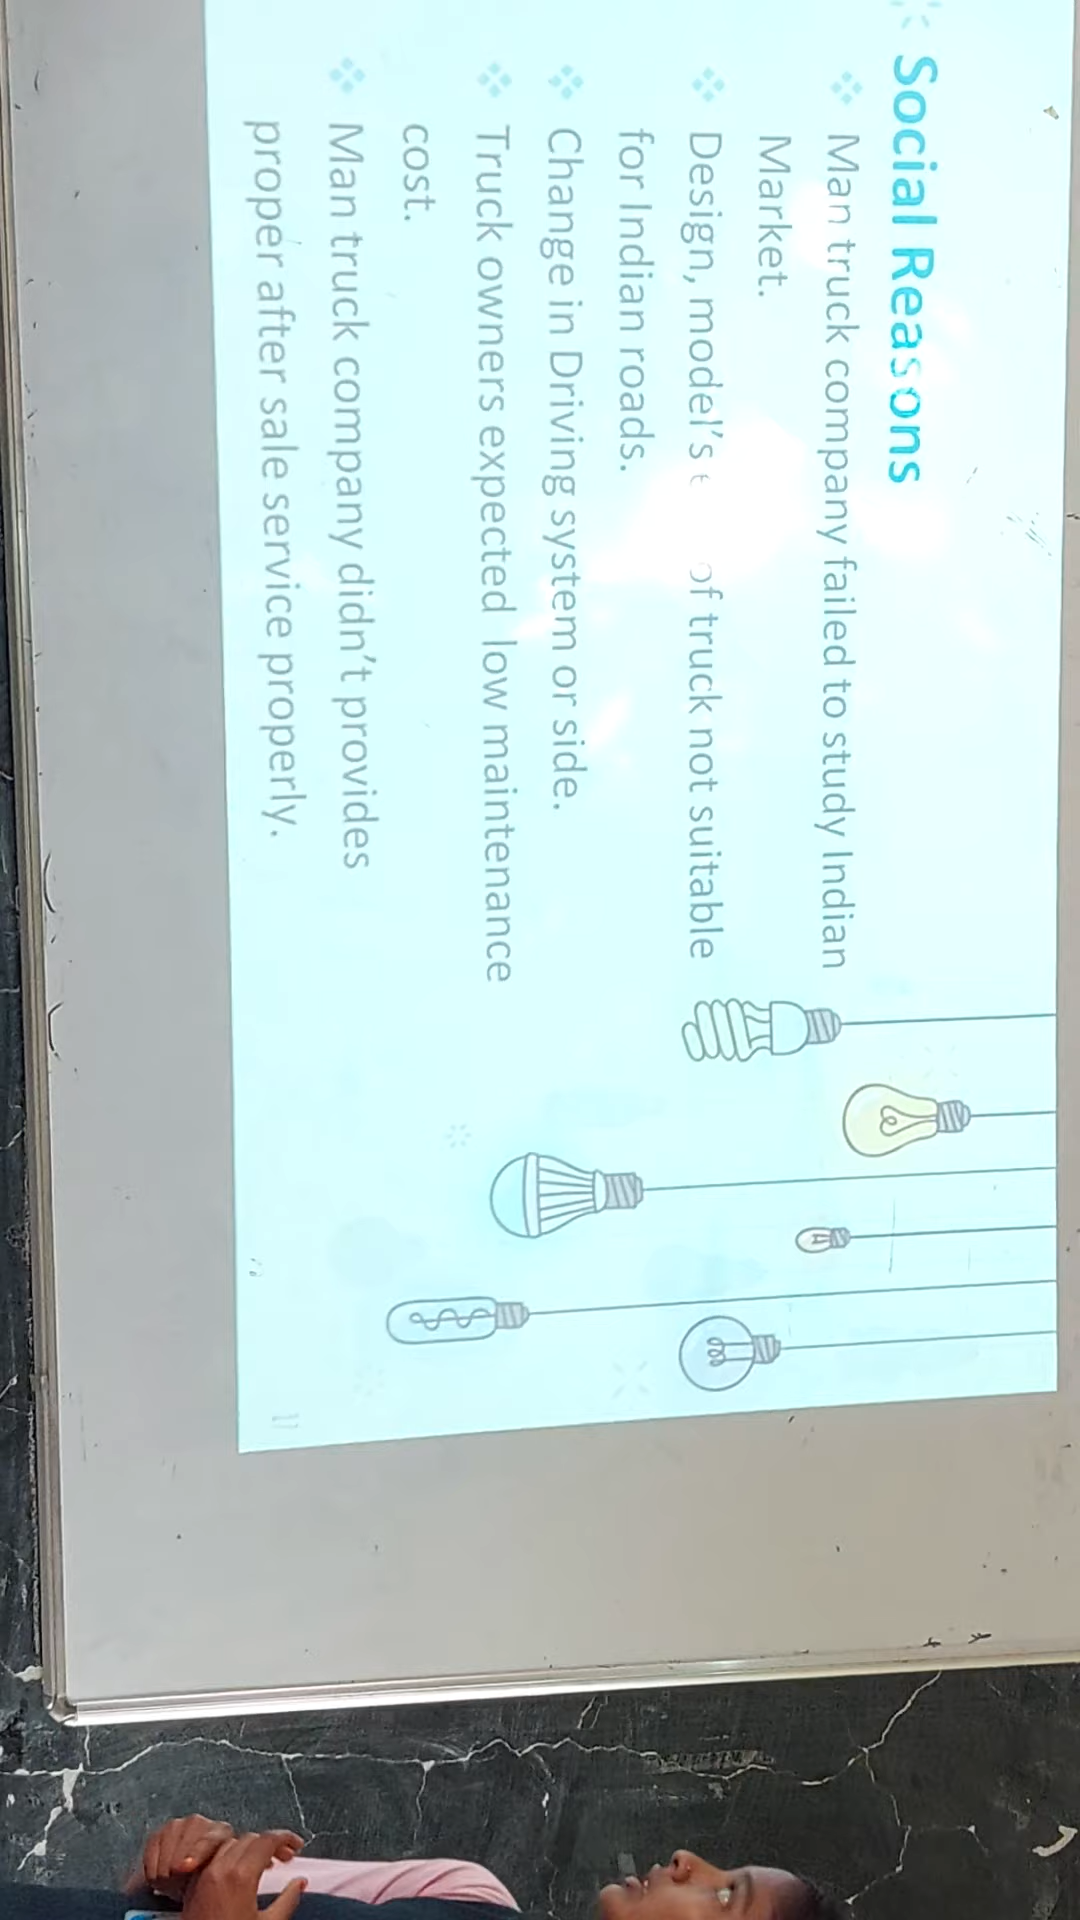 Social Reasons
Man truck company failed to study Indian
Market.
Design, model's of truck not suitable
for Indian roads.
Change in Driving system or side.
Truck owners expected low maintenance
cost.
Man truck company didn't provides
proper after sale service properly.
11